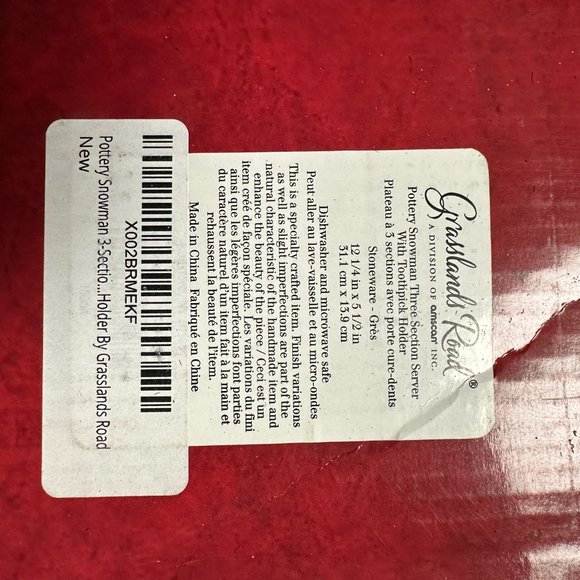 Grasslands Road®
A DIVISION OF amscan INC.
Pottery Snowman Three Section Server
With Toothpick Holder
Plateau à 3 sections avec porte cure-dents
Stoneware - Grès
12 1/4 in x 5 1/2 in
31.1 cm x 13.9 cm
Dishwasher and microwave safe
Peut aller au lave-vaisselle et au micro-ondes
This is a specialty crafted item. Finish variations
as well as slight imperfections are part of the
natural characteristic of the handmade item and
enhance the beauty of the piece / Ceci est un
item créé de façon spéciale. Les variations du fini
ainsi que les légères imperfections font parties
du caractère naturel d'un item fait à la main et
rehaussent la beauté de l'item.
Made in China Fabriqué en Chine
X002BRMEKF
Pottery Snowman 3-Sectio...Holder By Grasslands Road
New